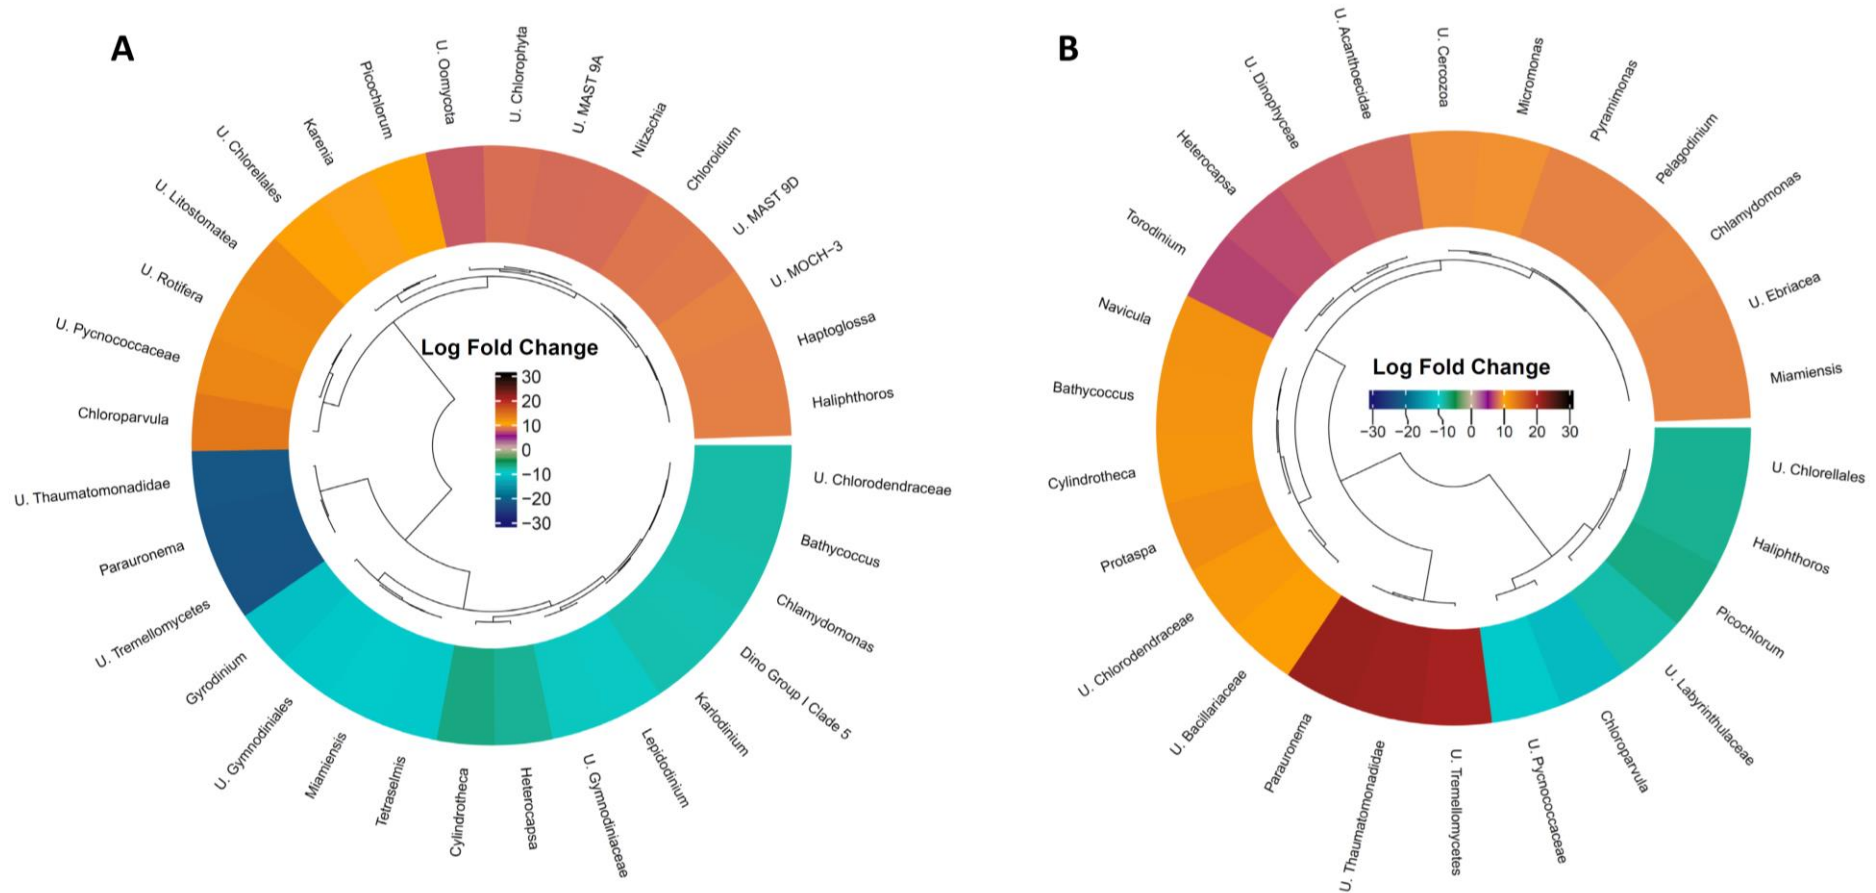 A
U. Oomycota
U. Chlorophyta
U. MAST 9A
Nitzschia
Chloroidium
U. MAST 9D
U. MOCH−3
Haptoglossa
Haliphthoros
U. Chlorodendraceae
Bathycoccus
Chlamydomonas
Dino Group I Clade 5
Karlodinium
Lepidodinium
U. Gymnodiniaceae
Heterocapsa
Cylindrotheca
Tetraselmis
Miamiensis
U. Gymnodiniales
Gyrodinium
U. Tremellomycetes
Parauronema
U. Thaumatomonadidae
Chloroparvula
U. Pycnococcaceae
U. Rotifera
U. Litostomatea
U. Chlorellales
Karenia
Picochlorum
Log Fold Change
30
20
10
0
−10
−20
−30
B
U. Cercozoa
Micromonas
Pyramimonas
Pelagodinium
Chlamydomonas
U. Ebriacea
Miamiensis
U. Chlorellales
Haliphthoros
Picochlorum
U. Labyrinthulaceae
Chloroparvula
U. Pycnococcaceae
U. Tremellomycetes
U. Thaumatomonadidae
Parauronema
U. Bacillariaceae
U. Chlorodendraceae
Protaspa
Cylindrotheca
Bathycoccus
Navicula
Torodinium
Heterocapsa
U. Dinophyceae
U. Acanthoecidae
Log Fold Change
−30 −20 −10 0 10 20 30